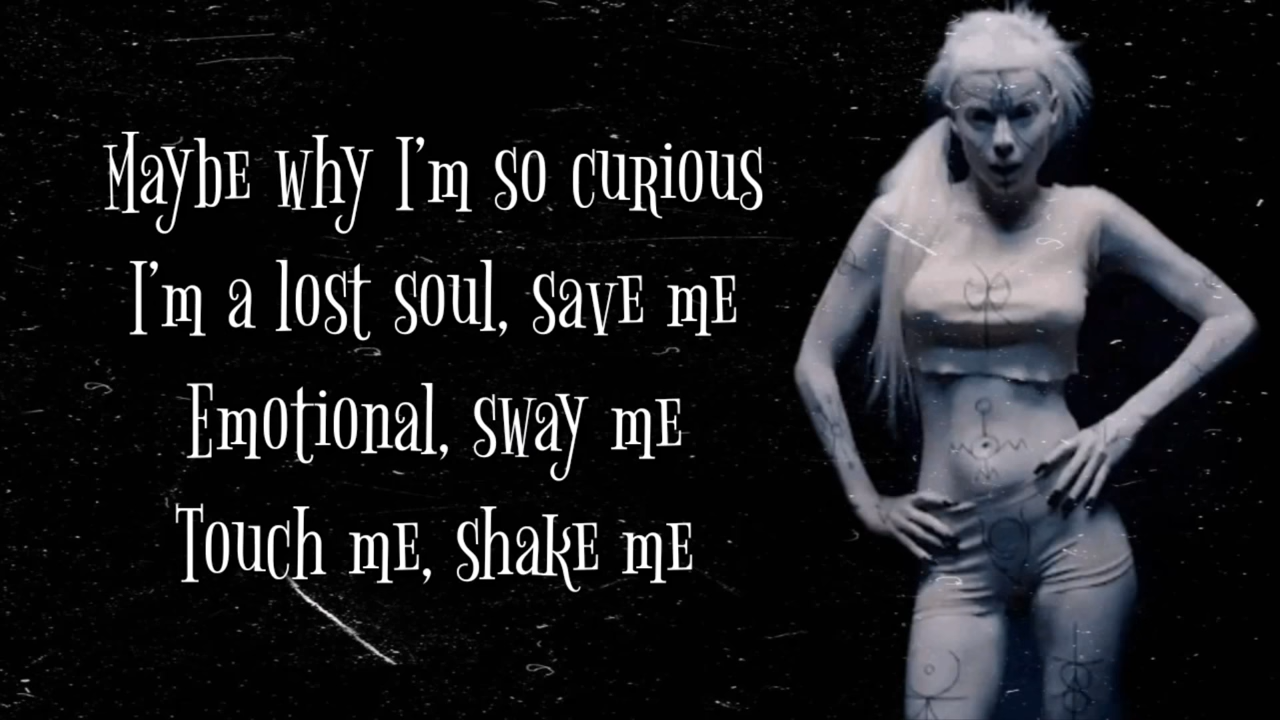 Maybe why I'm so curious
I'm a lost soul, save me
Emotional, sway me
Touch me, shake me